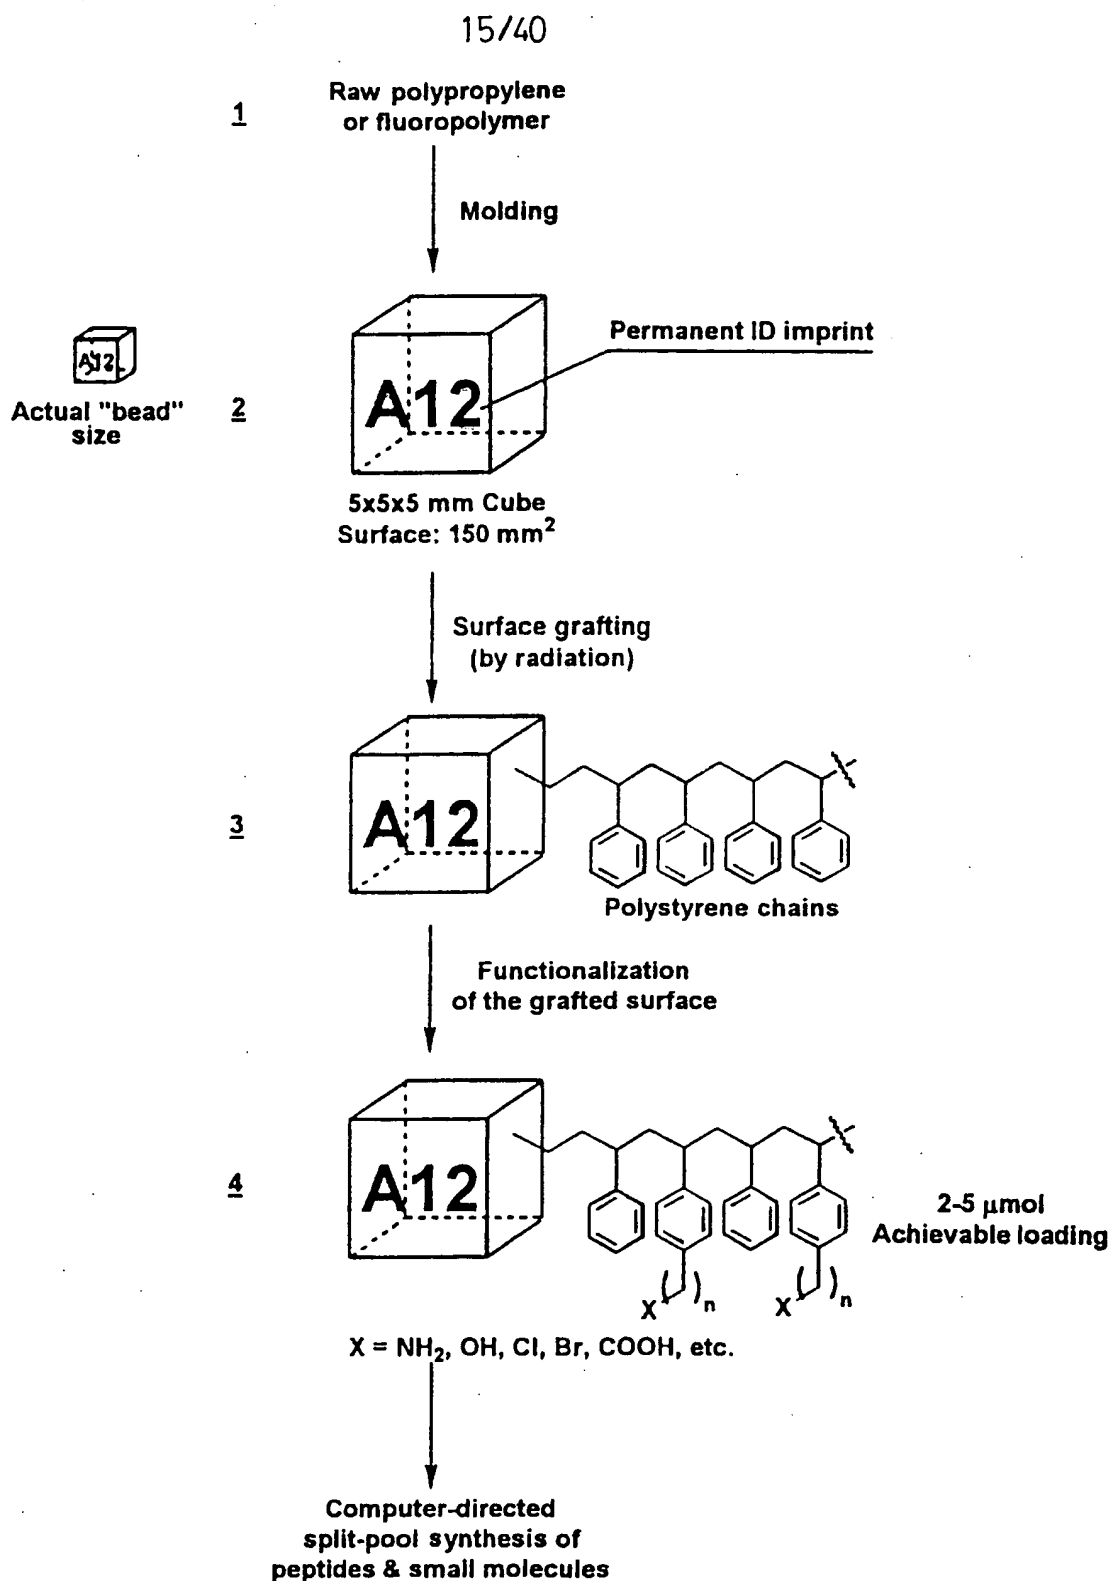 15/40
1
Raw polypropylene
or fluoropolymer
Molding
Permanent ID imprint
A12
Actual "bead"
size
2
A12
5x5x5 mm Cube
Surface: 150 mm²
Surface grafting
(by radiation)
3
A12
Polystyrene chains
Functionalization
of the grafted surface
4
A12
2-5 μmol
Achievable loading
X ( )n X ( )n
X = NH₂, OH, Cl, Br, COOH, etc.
Computer-directed
split-pool synthesis of
peptides & small molecules